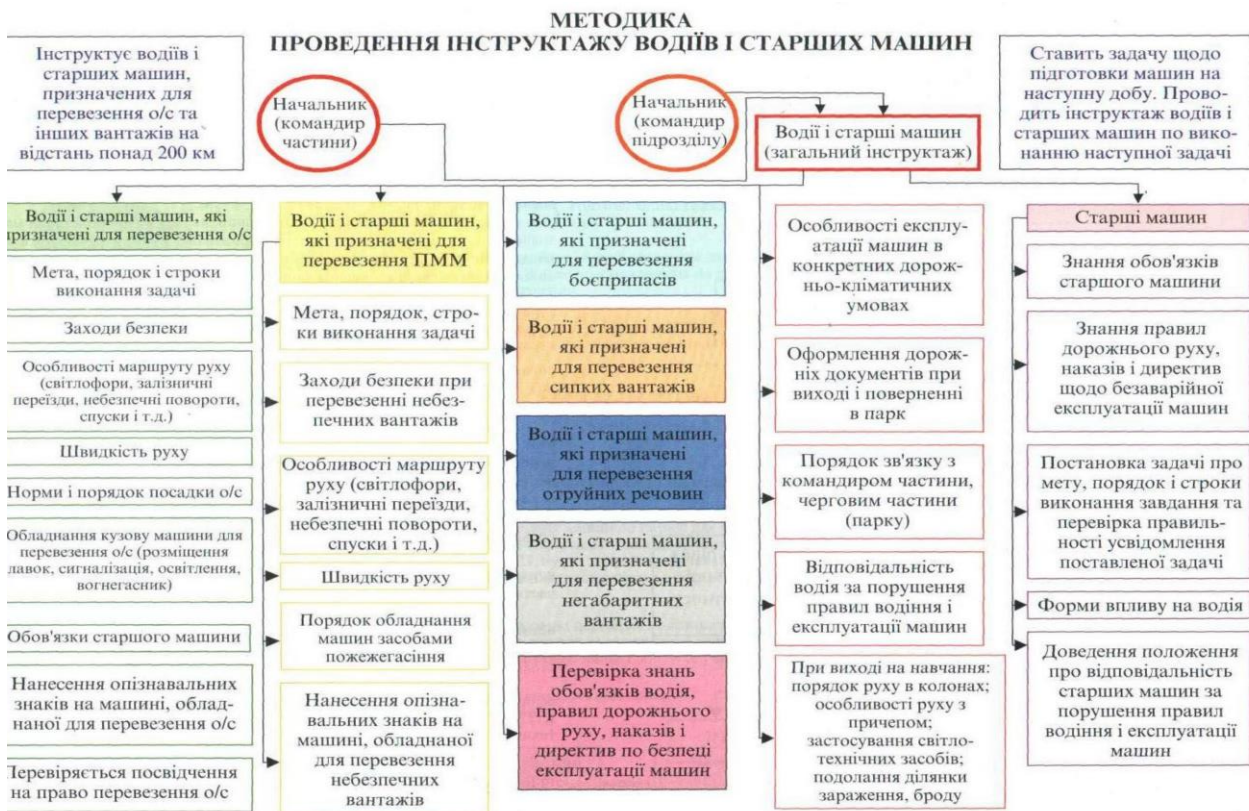 МЕТОДИКА
ПРОВЕДЕННЯ ІНСТРУКТАЖУ ВОДІЇВ І СТАРШИХ МАШИН
Інструктує водіїв і
старших машин,
призначених для
перевезення о/с та
інших вантажів на
відстань понад 200 км
Начальник
(командир
частини)
Начальник
(командир
підрозділу)
Водії і старші машин
(загальний інструктаж)
Ставить задачу щодо
підготовки машин на
наступну добу. Прово-
дить інструктаж водіїв і
старших машин по вико-
нанню наступної задачі
Водії і старші машин, які
призначені для перевезення о/с
Мета, порядок і строки
виконання задачі
Заходи безпеки
Особливості маршруту руху
(світлофори, залізничні
переїзди, небезпечні повороти,
спуски і т.д.)
Швидкість руху
Норми і порядок посадки о/с
Обладнання кузову машини для
перевезення о/с (розміщення
лавок, сигналізація, освітлення,
вогнегасник)
Обов'язки старшого машини
Нанесення опізнавальних
знаків на машині, облад-
наної для перевезення о/с
Перевіряється посвідчення
на право перевезення о/с
Водії і старші машин,
які призначені для
перевезення ПММ
Мета, порядок, стро-
ки виконання задачі
Заходи безпеки при
перевезенні небез-
печних вантажів
Особливості маршруту
руху (світлофори,
залізничні переїзди,
небезпечні повороти,
спуски і т.д.)
Швидкість руху
Порядок обладнання
машин засобами
пожежегасіння
Нанесення опізна-
вальних знаків на
машині, обладнаної
для перевезення
небезпечних
вантажів
Водії і старші машин,
які призначені
для перевезення
боєприпасів
Водії і старші машин,
які призначені
для перевезення
сипких вантажів
Водії і старші машин,
які призначені
для перевезення
отруйних речовин
Водії і старші машин,
які призначені
для перевезення
негабаритних
вантажів
Перевірка знань
обов'язків водія,
правил дорожнього
руху, наказів і
директив по безпеці
експлуатації машин
Особливості експлу-
атації машин в
конкретних дорож-
ньо-кліматичних
умовах
Оформлення дорож-
ніх документів при
виході і поверненні
в парк
Порядок зв'язку з
командиром частини,
черговим частини
(парку)
Відповідальність
водія за порушення
правил водіння і
експлуатації машин
При виході на навчання:
порядок руху в колонах;
особливості руху з
причепом;
застосування світло-
технічних засобів;
подолання ділянки
зараження, броду
Старші машин
Знання обов'язків
старшого машини
Знання правил
дорожнього руху,
наказів і директив
щодо безаварійної
експлуатації машин
Постановка задачі про
мету, порядок і строки
виконання завдання та
перевірка правиль-
ності усвідомлення
поставленої задачі
Форми впливу на водія
Доведення положення
про відповідальність
старших машин за
порушення правил
водіння і експлуатації
машин